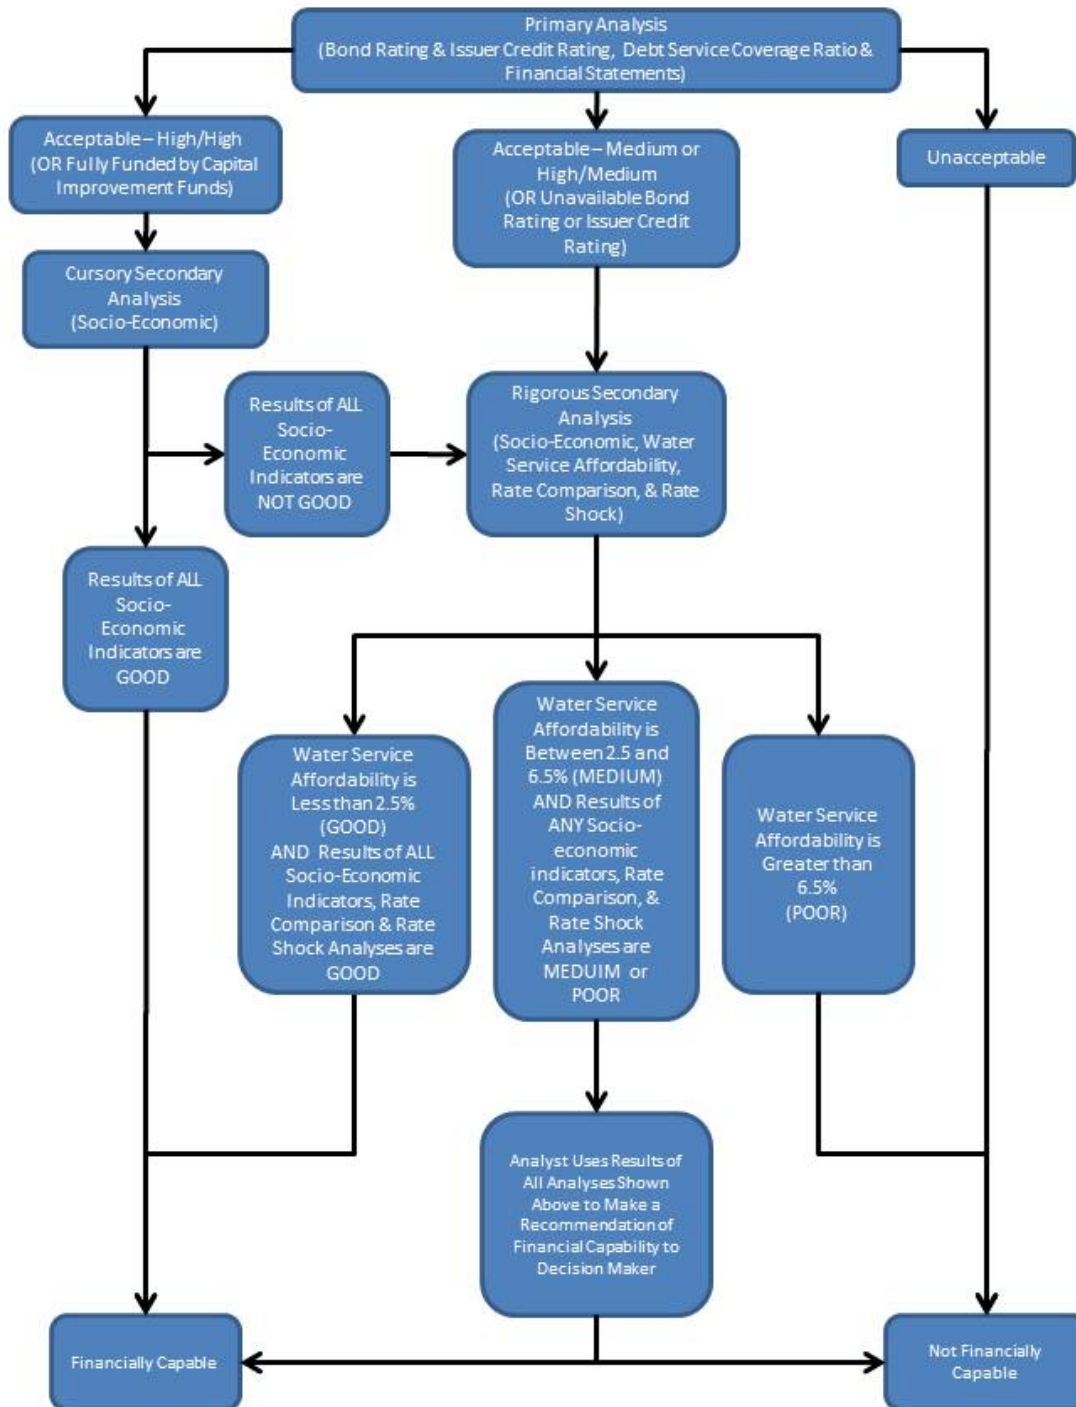 Primary Analysis
(Bond Rating & Issuer Credit Rating, Debt Service Coverage Ratio &
Financial Statements)
Acceptable – High/High
(OR Fully Funded by Capital
Improvement Funds)
Acceptable – Medium or
High/Medium
(OR Unavailable Bond
Rating or Issuer Credit
Rating)
Unacceptable
Cursory Secondary
Analysis
(Socio-Economic)
Results of ALL
Socio-
Economic
Indicators are
NOT GOOD
Rigorous Secondary
Analysis
(Socio-Economic, Water
Service Affordability,
Rate Comparison, & Rate
Shock)
Results of ALL
Socio-
Economic
Indicators are
GOOD
Water Service
Affordability is
Less than 2.5%
(GOOD)
AND Results of ALL
Socio-Economic
Indicators, Rate
Comparison & Rate
Shock Analyses are
GOOD
Water Service
Affordability is
Between 2.5 and
6.5% (MEDIUM)
AND Results of
ANY Socio-
economic
indicators, Rate
Comparison, &
Rate Shock
Analyses are
MEDUIM or
POOR
Water Service
Affordability is
Greater than
6.5%
(POOR)
Analyst Uses Results of
All Analyses Shown
Above to Make a
Recommendation of
Financial Capability to
Decision Maker
Financially Capable
Not Financially
Capable